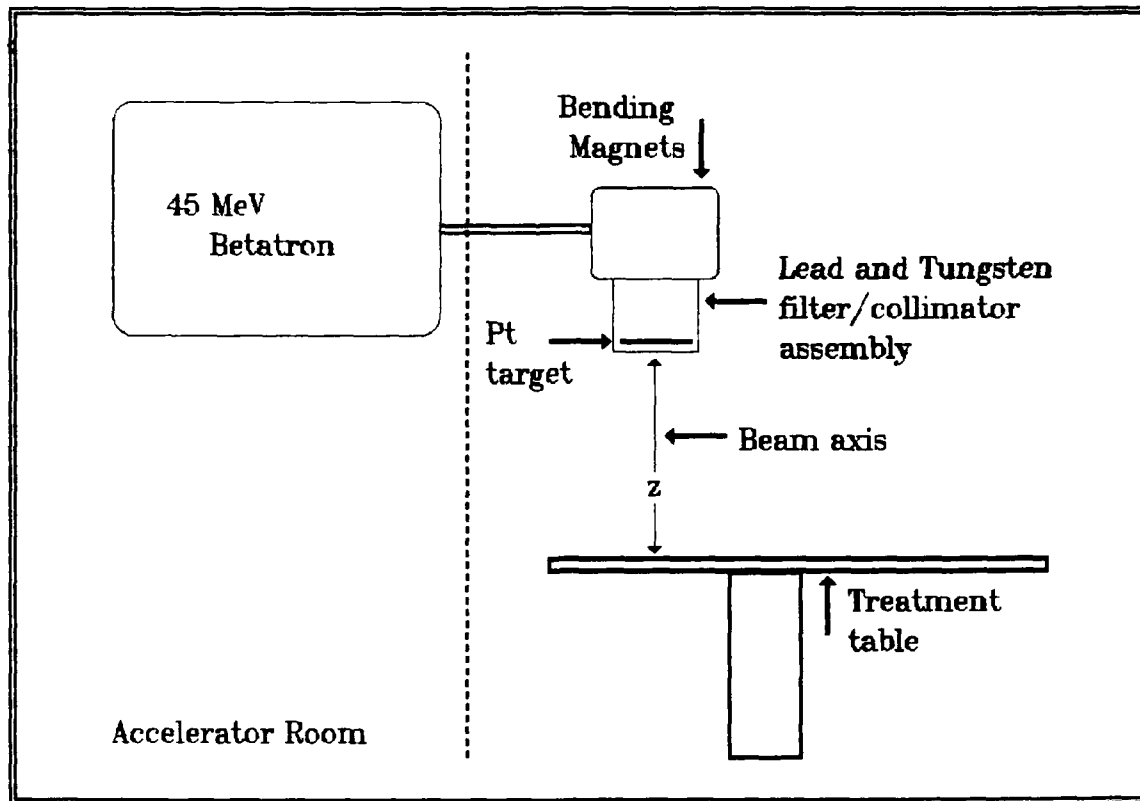 45 MeV
Betatron
Bending
Magnets
Lead and Tungsten
filter/collimator
assembly
Pt
target
Beam axis
z
Treatment
table
Accelerator Room